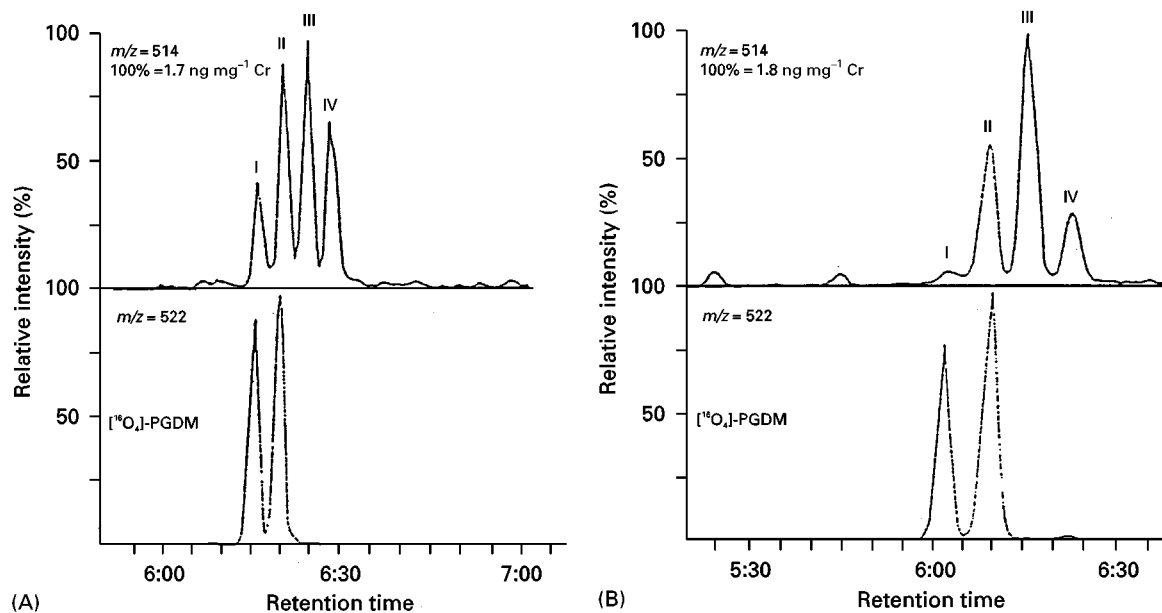 100
m/z = 514
100% = 1.7 ng mg⁻¹ Cr
I
II
III
IV
50
Relative intensity (%)
100
m/z = 522
50
[¹⁸O₄]-PGDM
6:00 6:30 7:00
(A)
Retention time
100
m/z = 514
100% = 1.8 ng mg⁻¹ Cr
I
II
III
IV
50
Relative intensity (%)
100
m/z = 522
50
[¹⁸O₄]-PGDM
5:30 6:00 6:30
(B)
Retention time